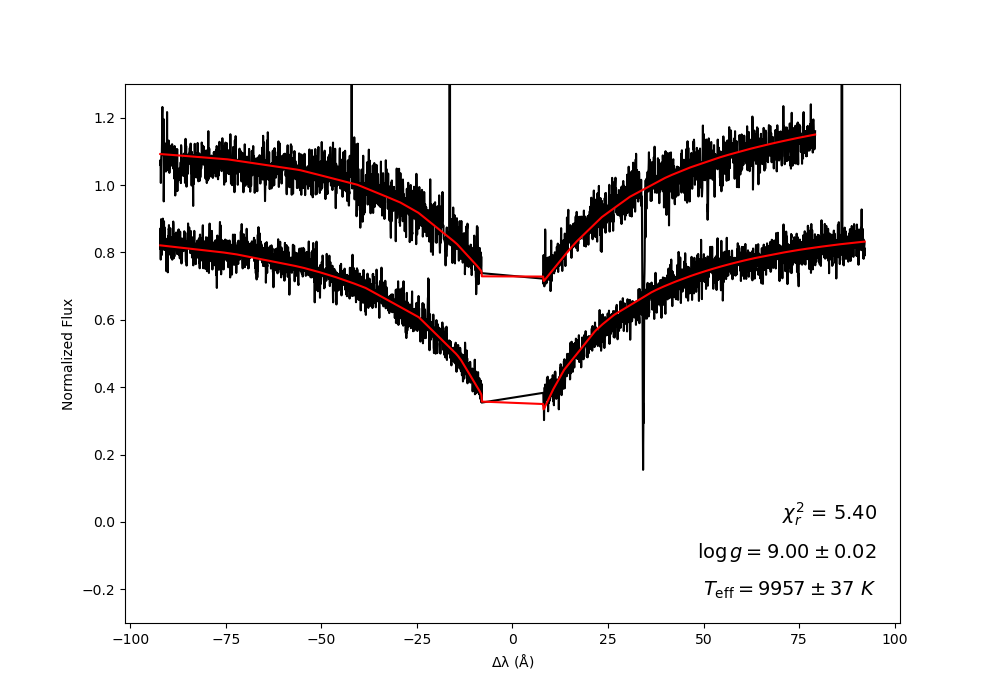 1.2
1.0
0.8
0.6
0.4
0.2
0.0
−0.2
Normalized Flux
χ²ᵣ = 5.40
log g = 9.00 ± 0.02
T_eff = 9957 ± 37 K
−100 −75 −50 −25 0 25 50 75 100
Δλ (Å)